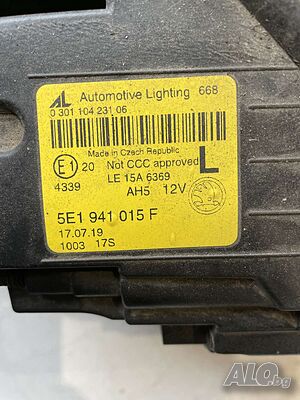 AL Automotive Lighting 668
0 301 104 231 06
Made in Czech Republic
E1 20 Not CCC approved L
4339 LE 15A 6369
AH5 12V
5E1 941 015 F
17.07.19
1003 17S
ALO.bg